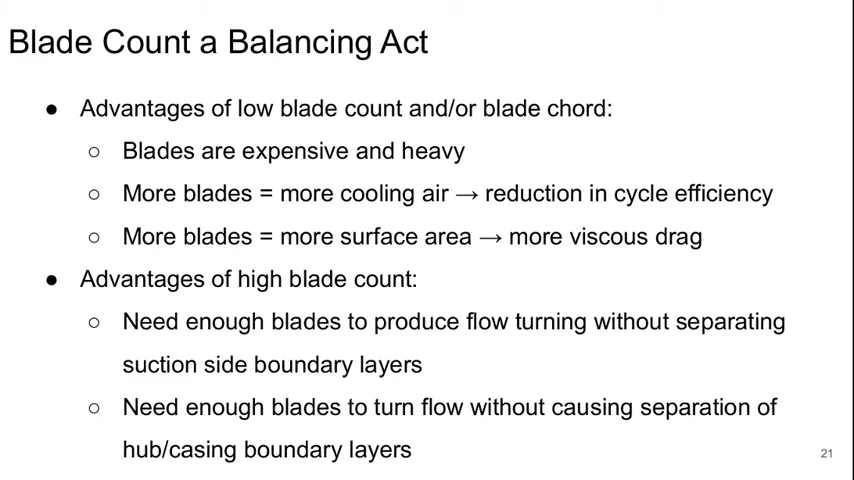 Blade Count a Balancing Act
● Advantages of low blade count and/or blade chord:
○ Blades are expensive and heavy
○ More blades = more cooling air → reduction in cycle efficiency
○ More blades = more surface area → more viscous drag
● Advantages of high blade count:
○ Need enough blades to produce flow turning without separating
suction side boundary layers
○ Need enough blades to turn flow without causing separation of
hub/casing boundary layers
21